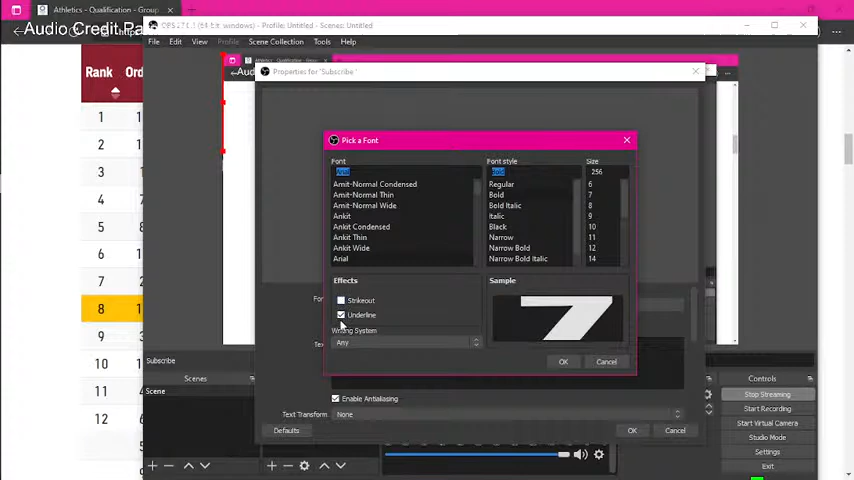 Athletics - Qualification - Group
Audio Credit Pa
OBS 27.0.1 (64-bit, windows) - Profile: Untitled - Scenes: Untitled
File Edit View Profile Scene Collection Tools Help
Rank Ord
Properties for 'Subscribe'
Pick a Font
Font Font style Size
Arial Bold 256
Amit-Normal Condensed Regular 6
Amit-Normal Thin Bold 7
Amit-Normal Wide Bold Italic 8
Ankit Italic 9
Ankit Condensed Black 10
Ankit Thin Narrow 11
Ankit Wide Narrow Bold 12
Arial Narrow Bold Italic 14
1
2
3
4
5
6
7
8
9
10
11
12
Effects Sample
Strikeout
Underline
7
Writing System
Any
OK Cancel
Enable Antialiasing
Text Transform None
Defaults OK Cancel
Subscribe
Scenes
Scene
Controls
Stop Streaming
Start Recording
Start Virtual Camera
Studio Mode
Settings
Exit